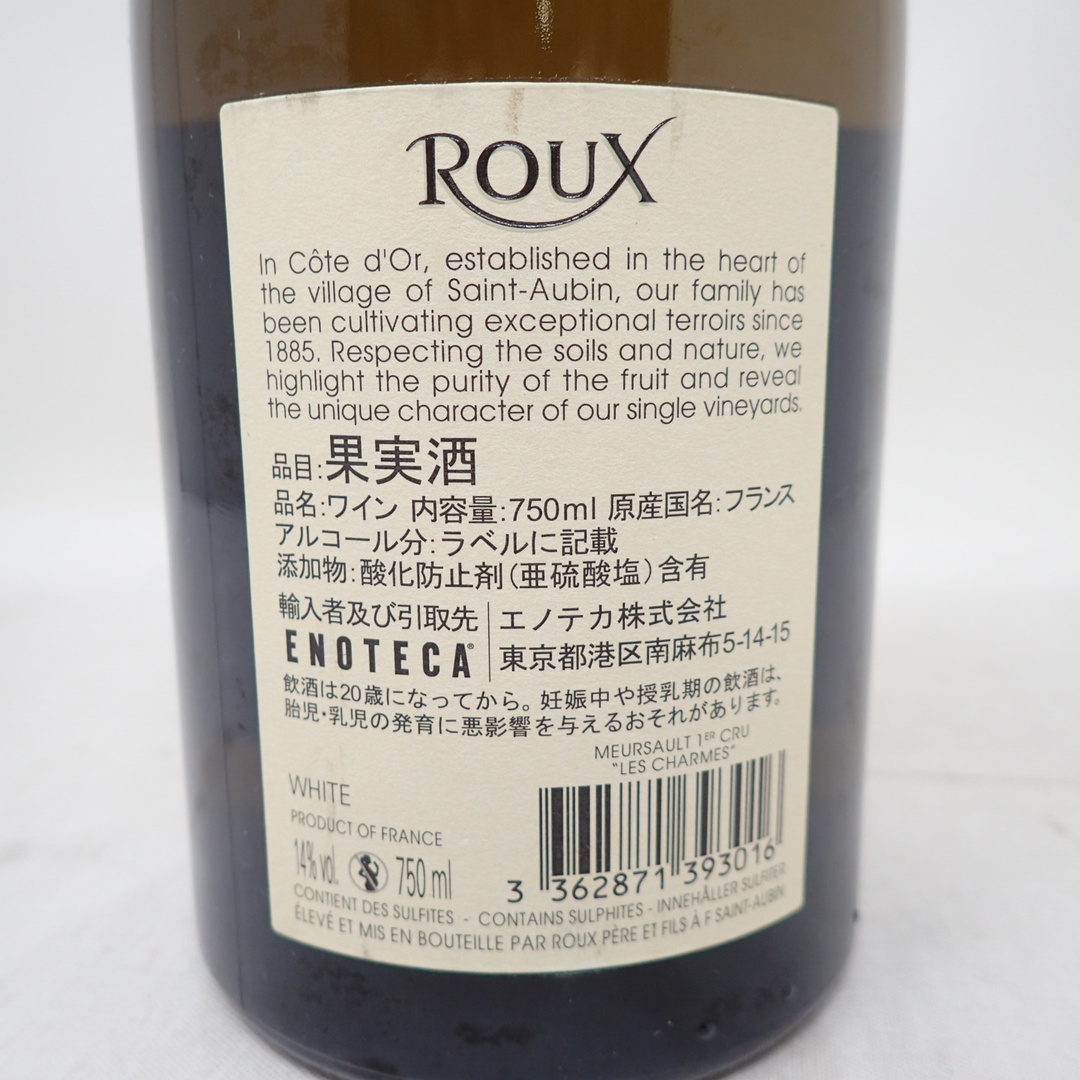 ROUX
In Côte d'Or, established in the heart of
the village of Saint-Aubin, our family has
been cultivating exceptional terroirs since
1885. Respecting the soils and nature, we
highlight the purity of the fruit and reveal
the unique character of our single vineyards.
品目:果実酒
品名:ワイン 内容量:750ml 原産国名:フランス
アルコール分:ラベルに記載
添加物:酸化防止剤(亜硫酸塩)含有
輸入者及び引取先
ENOTECA®
エノテカ株式会社
東京都港区南麻布5-14-15
飲酒は20歳になってから。妊娠中や授乳期の飲酒は、
胎児・乳児の発育に悪影響を与えるおそれがあります。
MEURSAULT 1ER CRU
"LES CHARMES"
WHITE
PRODUCT OF FRANCE
14% vol. 750 ml
3 362871 393016
CONTIENT DES SULFITES - CONTAINS SULPHITES - INNEHÅLLER SULFITER
ÉLEVÉ ET MIS EN BOUTEILLE PAR ROUX PÈRE ET FILS À F SAINT-AUBIN